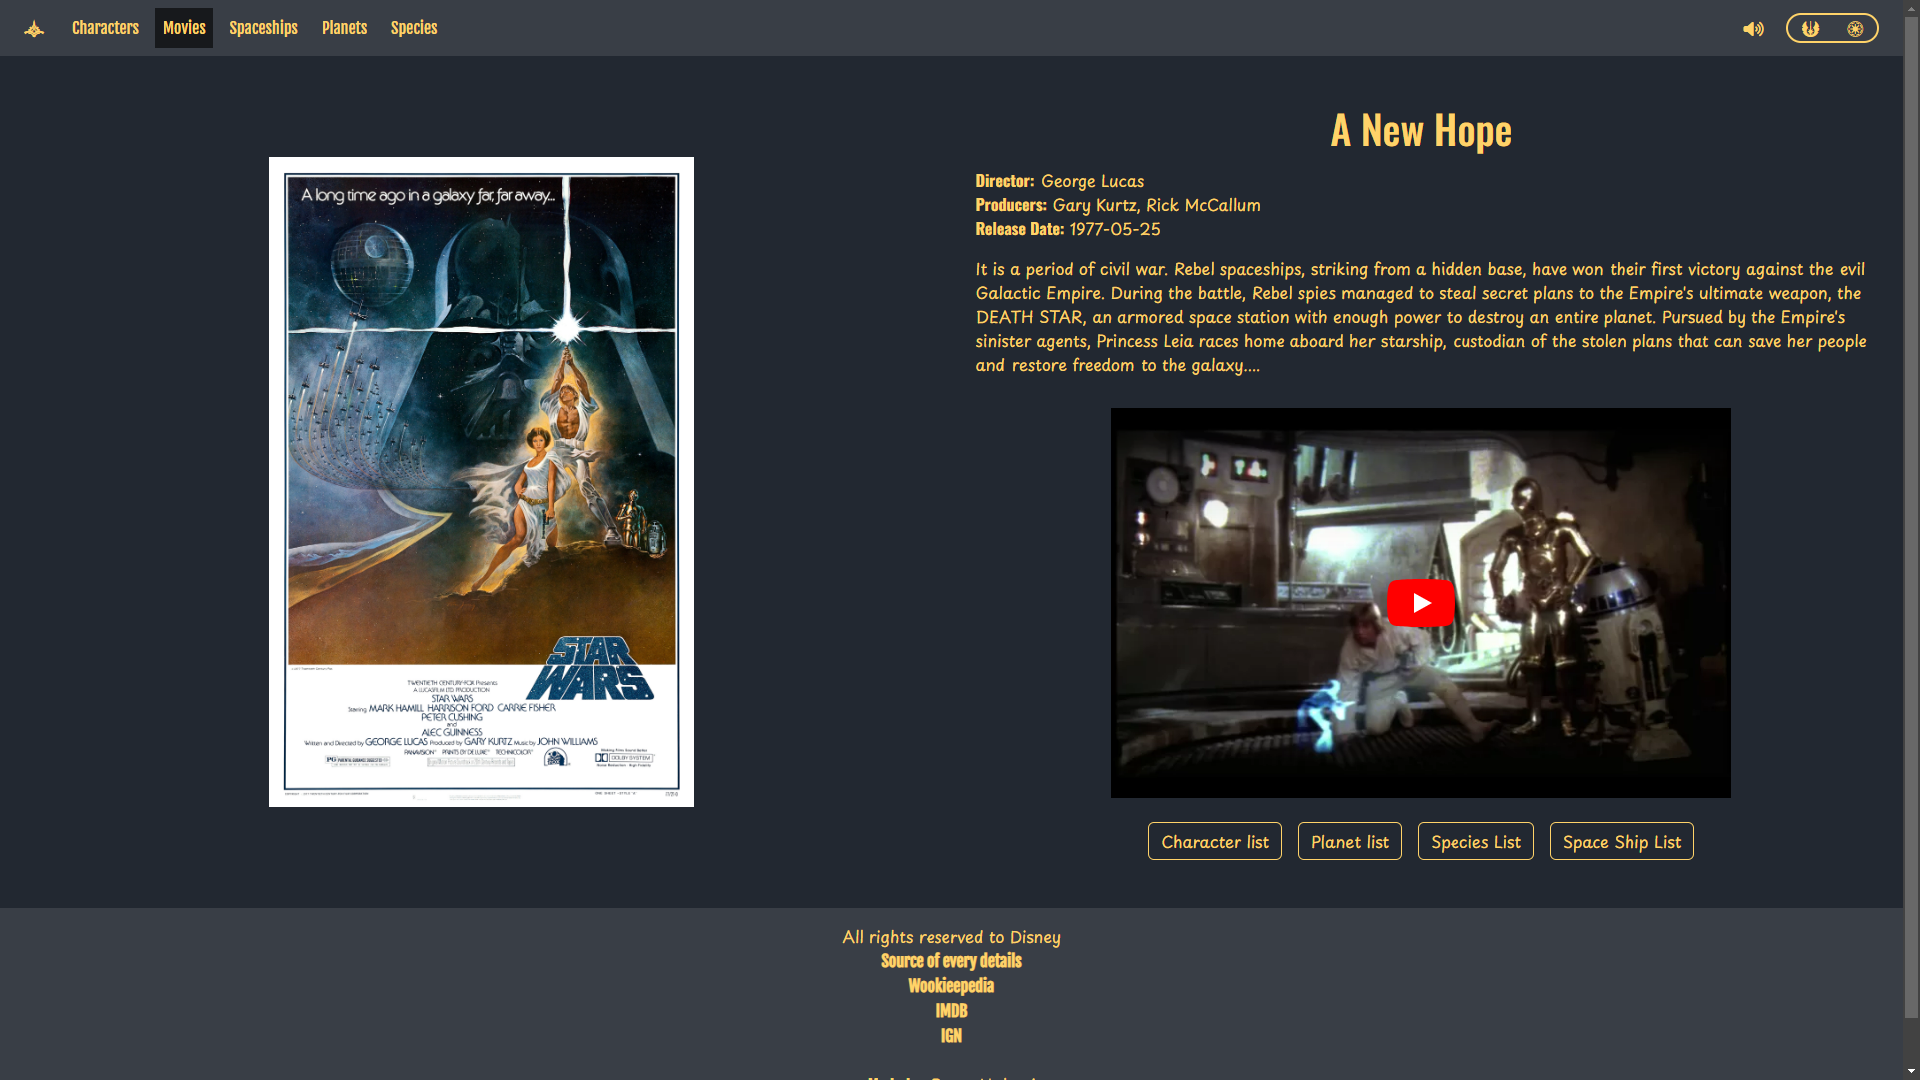 Characters
Movies
Spaceships
Planets
Species
A long time ago in a galaxy far, far away...
STAR
WARS
TWENTIETH CENTURY-FOX Presents
A LUCASFILM LTD PRODUCTION
STAR WARS
Starring MARK HAMILL HARRISON FORD CARRIE FISHER
PETER CUSHING
and
ALEC GUINNESS
Written and Directed by GEORGE LUCAS Produced by GARY KURTZ Music by JOHN WILLIAMS
PANAVISION PRINTS BY DE LUXE TECHNICOLOR
PG PARENTAL GUIDANCE SUGGESTED
DOLBY SYSTEM
A New Hope
Director: George Lucas
Producers: Gary Kurtz, Rick McCallum
Release Date: 1977-05-25
It is a period of civil war. Rebel spaceships, striking from a hidden base, have won their first victory against the evil
Galactic Empire. During the battle, Rebel spies managed to steal secret plans to the Empire's ultimate weapon, the
DEATH STAR, an armored space station with enough power to destroy an entire planet. Pursued by the Empire's
sinister agents, Princess Leia races home aboard her starship, custodian of the stolen plans that can save her people
and restore freedom to the galaxy....
Character list
Planet list
Species List
Space Ship List
All rights reserved to Disney
Source of every details
Wookieepedia
IMDB
IGN